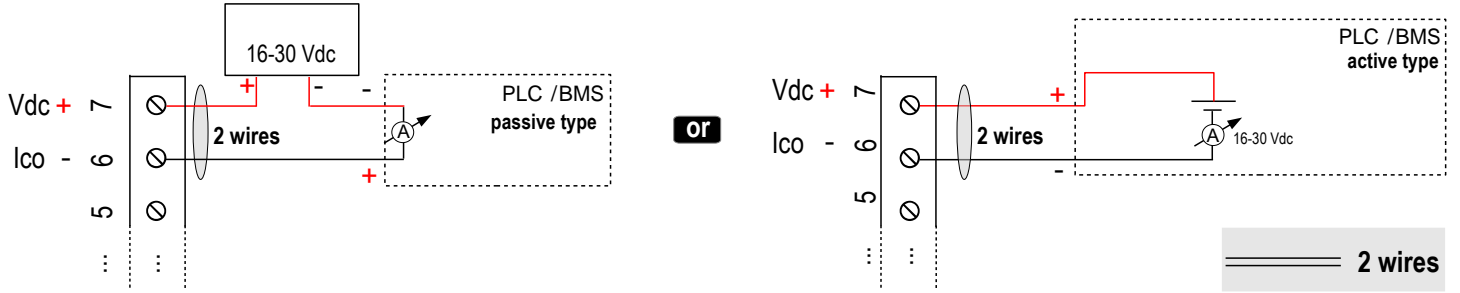 16-30 Vdc
+ - -
Vdc + 7
PLC /BMS
passive type
A
2 wires
Ico - 6
+
5
...
...
or
PLC /BMS
active type
Vdc + 7
+
2 wires
A
16-30 Vdc
Ico - 6
-
5
...
...
2 wires